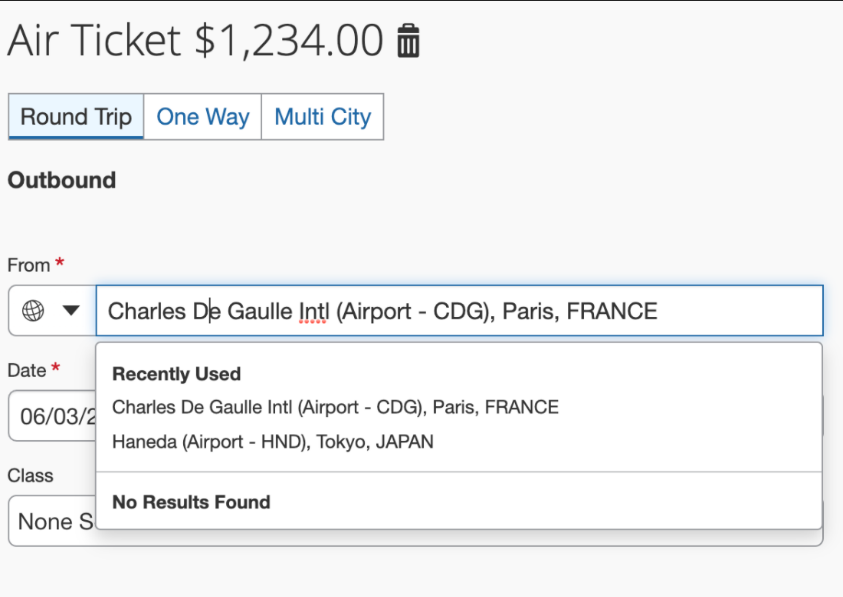 Air Ticket $1,234.00
Round Trip One Way Multi City
Outbound
From *
Charles De Gaulle Intl (Airport - CDG), Paris, FRANCE
Date *
Recently Used
Charles De Gaulle Intl (Airport - CDG), Paris, FRANCE
06/03/2
Haneda (Airport - HND), Tokyo, JAPAN
Class
No Results Found
None S